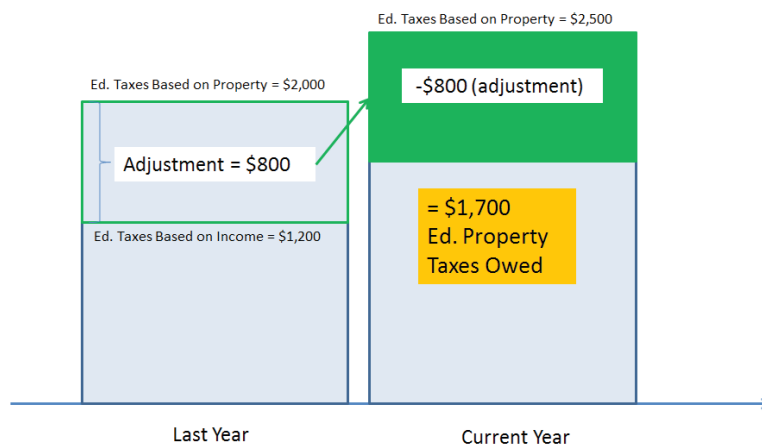 Ed. Taxes Based on Property = $2,500
Ed. Taxes Based on Property = $2,000
-$800 (adjustment)
Adjustment = $800
= $1,700
Ed. Property
Taxes Owed
Ed. Taxes Based on Income = $1,200
Last Year
Current Year